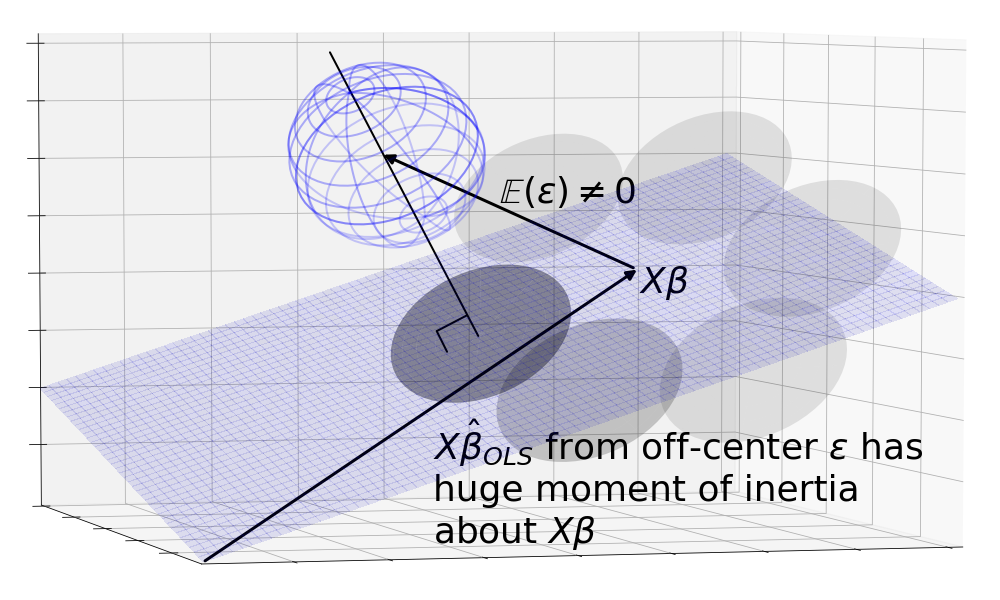 𝔼(ε) ≠ 0
Xβ
Xβ̂_OLS from off-center ε has
huge moment of inertia
about Xβ